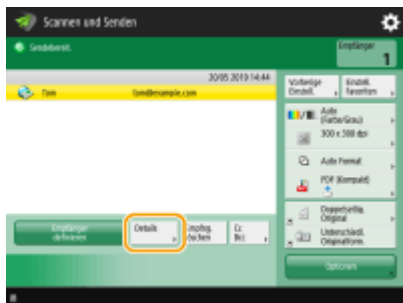 Scannen und Senden
Sendebereit.
Empfänger
1
20/05 2019 14:44
Tom
tom@example.com
Vorherige
Einstell.
Einstell.
Favoriten
Auto
(Farbe/Grau)
300 x 300 dpi
Auto Format
PDF (Kompakt)
Doppelseitig.
Original
Unterschiedl.
Originalform.
Empfänger
definieren
Details
Empfng.
löschen
Cc
Bcc
Optionen